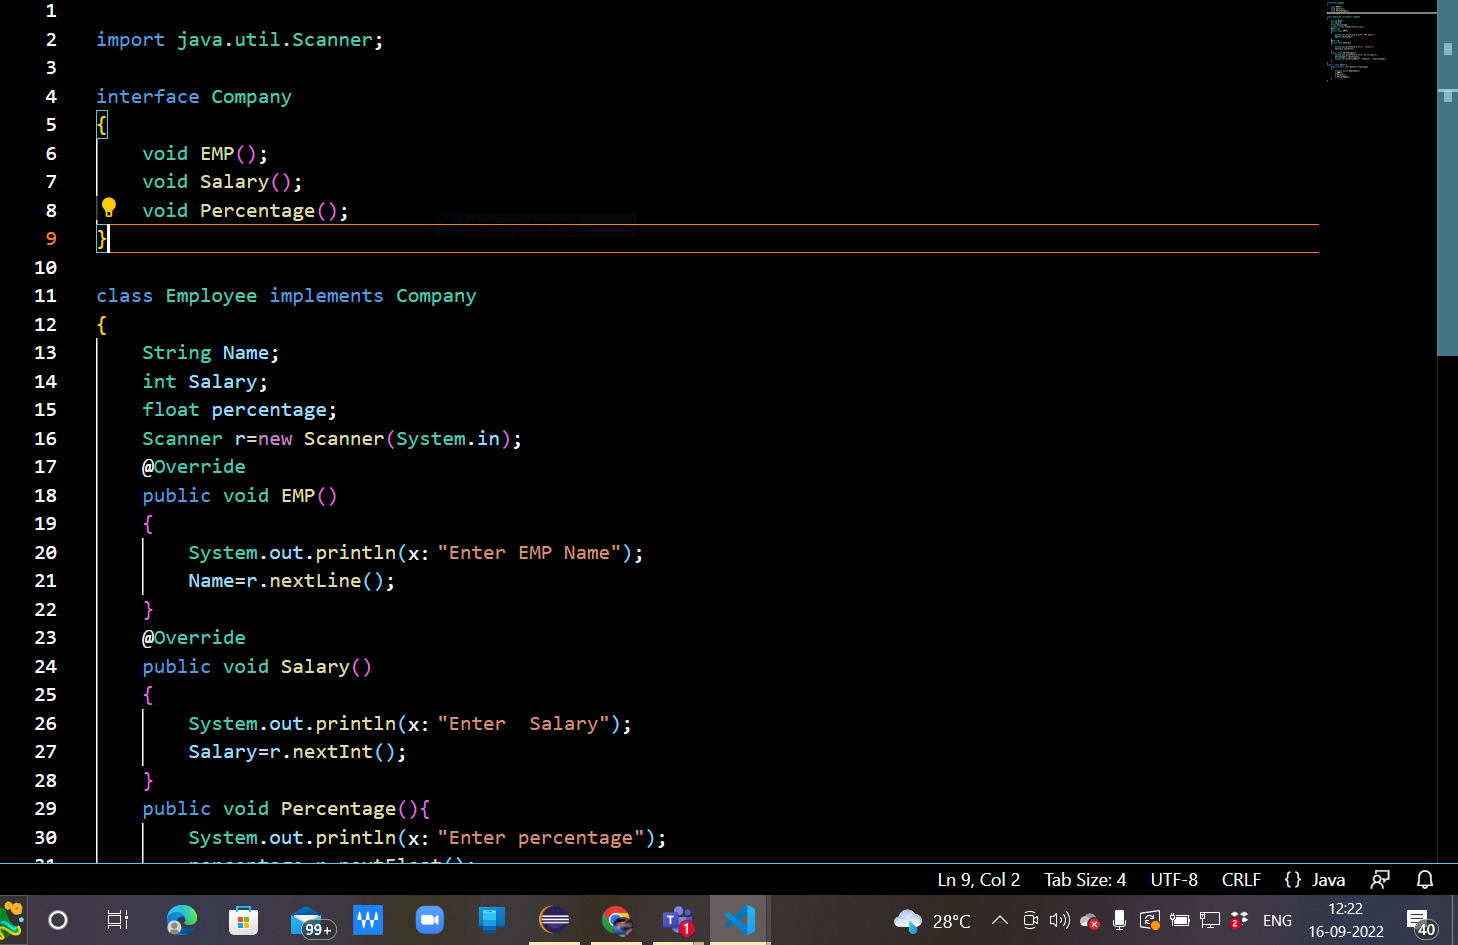 1
2 import java.util.Scanner;
3
4 interface Company
5 {
6 void EMP();
7 void Salary();
8 void Percentage();
9 }
10
11 class Employee implements Company
12 {
13 String Name;
14 int Salary;
15 float percentage;
16 Scanner r=new Scanner(System.in);
17 @Override
18 public void EMP()
19 {
20 System.out.println(x: "Enter EMP Name");
21 Name=r.nextLine();
22 }
23 @Override
24 public void Salary()
25 {
26 System.out.println(x: "Enter  Salary");
27 Salary=r.nextInt();
28 }
29 public void Percentage(){
30 System.out.println(x: "Enter percentage");
31 percentage=r.nextFloat();
Ln 9, Col 2 Tab Size: 4 UTF-8 CRLF {} Java
99+ W T 1 28°C 2 ENG 12:22 40
16-09-2022